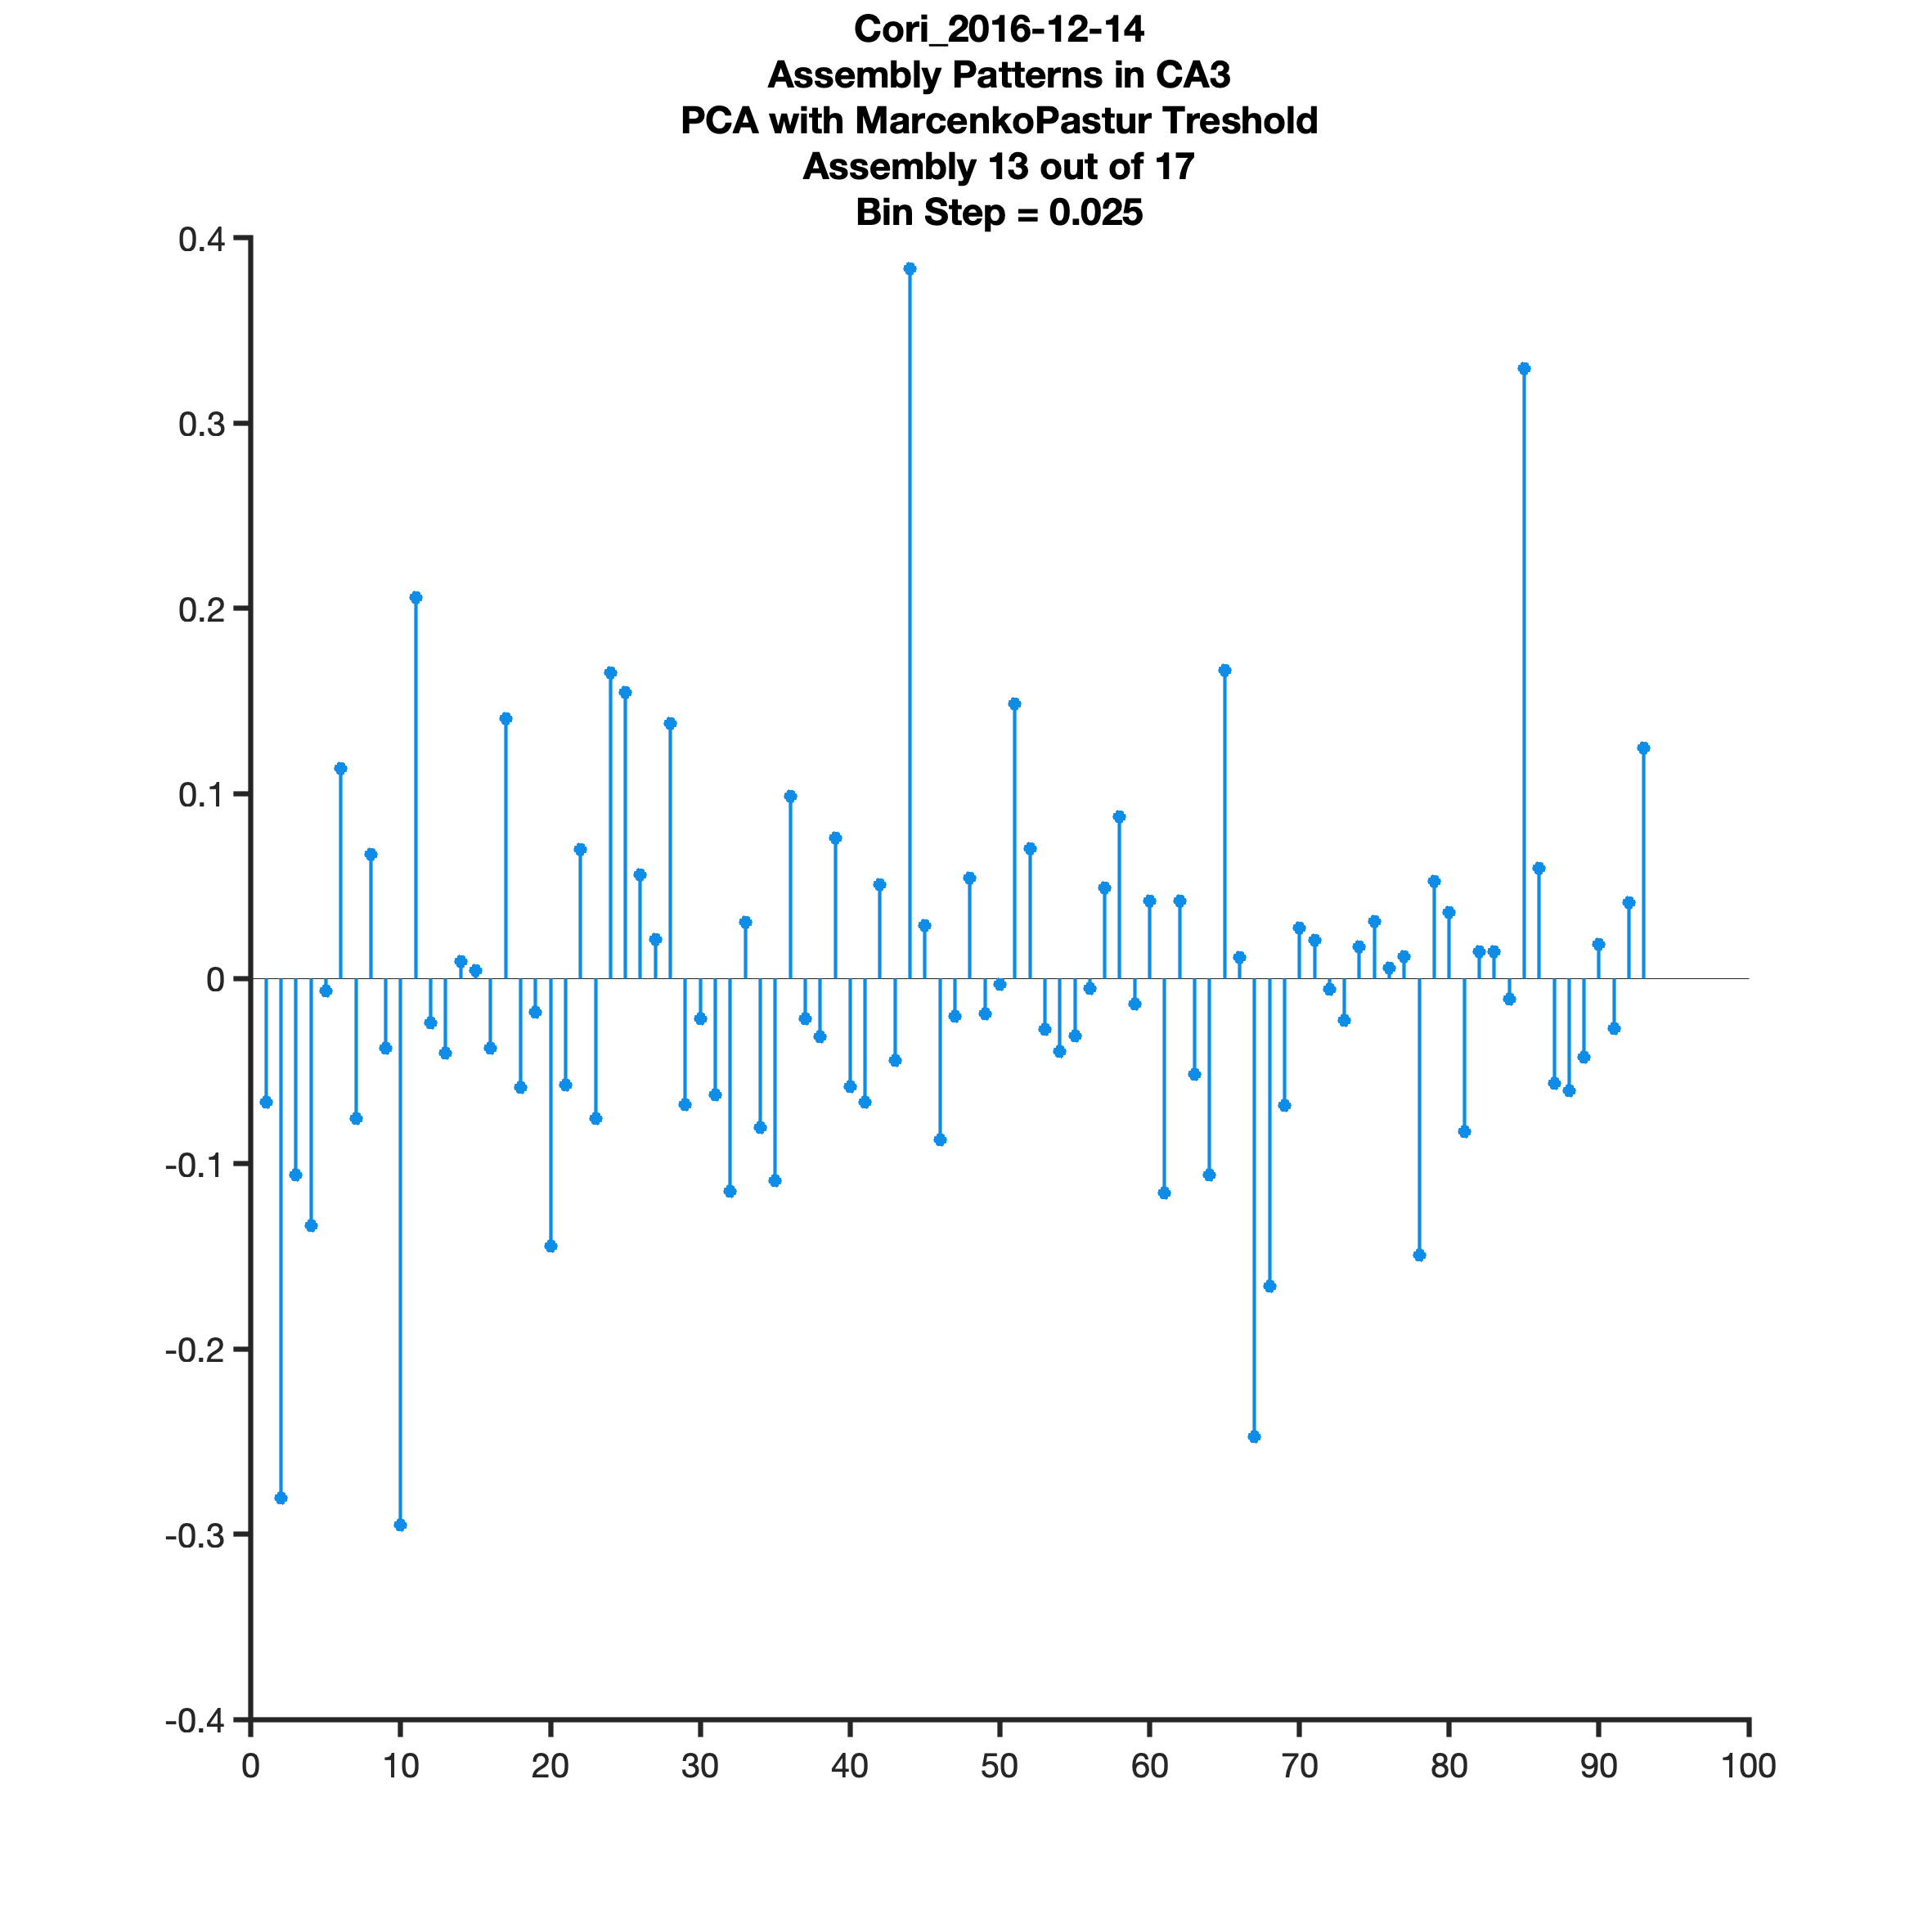 Cori_2016-12-14
Assembly Patterns in CA3
PCA with MarcenkoPastur Treshold
Assembly 13 out of 17
Bin Step = 0.025
0.4
0.3
0.2
0.1
0
-0.1
-0.2
-0.3
-0.4
0 10 20 30 40 50 60 70 80 90 100